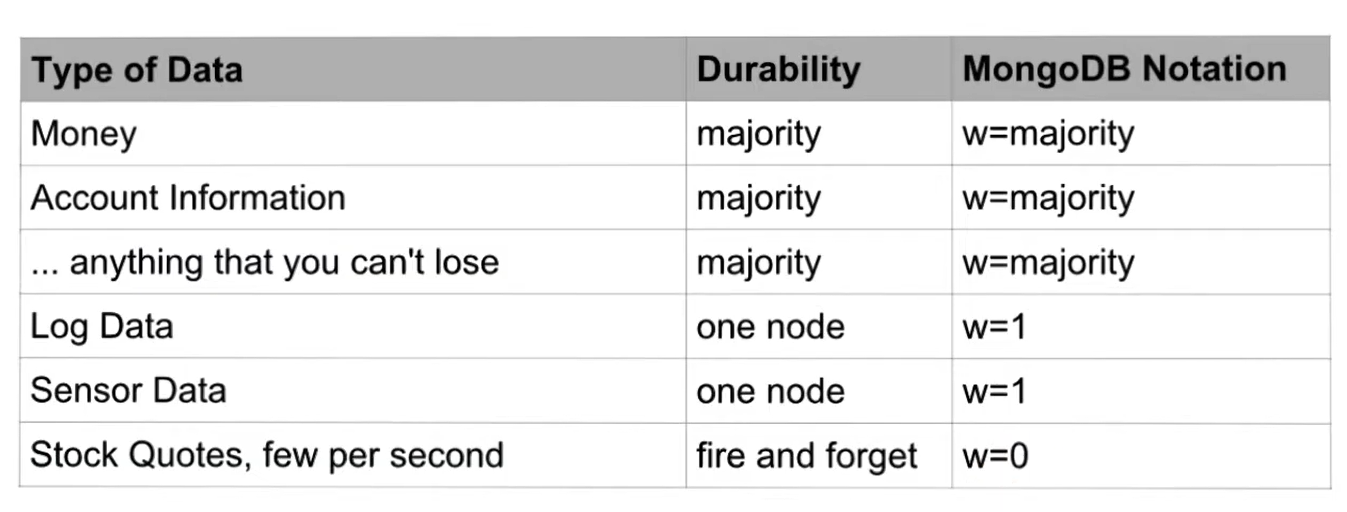 Type of Data Durability MongoDB Notation
Money majority w=majority
Account Information majority w=majority
... anything that you can't lose majority w=majority
Log Data one node w=1
Sensor Data one node w=1
Stock Quotes, few per second fire and forget w=0